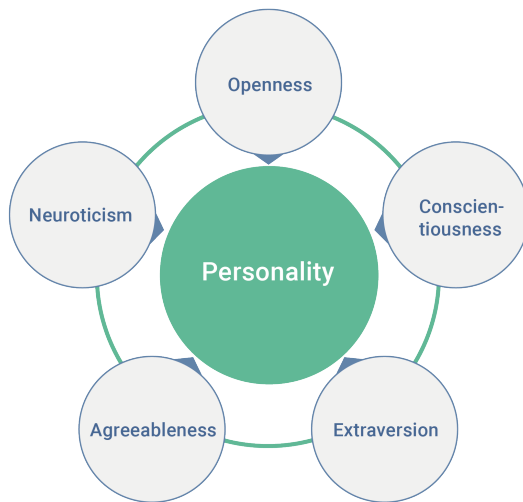 Openness
Conscien-
tiousness
Extraversion
Agreeableness
Neuroticism
Personality